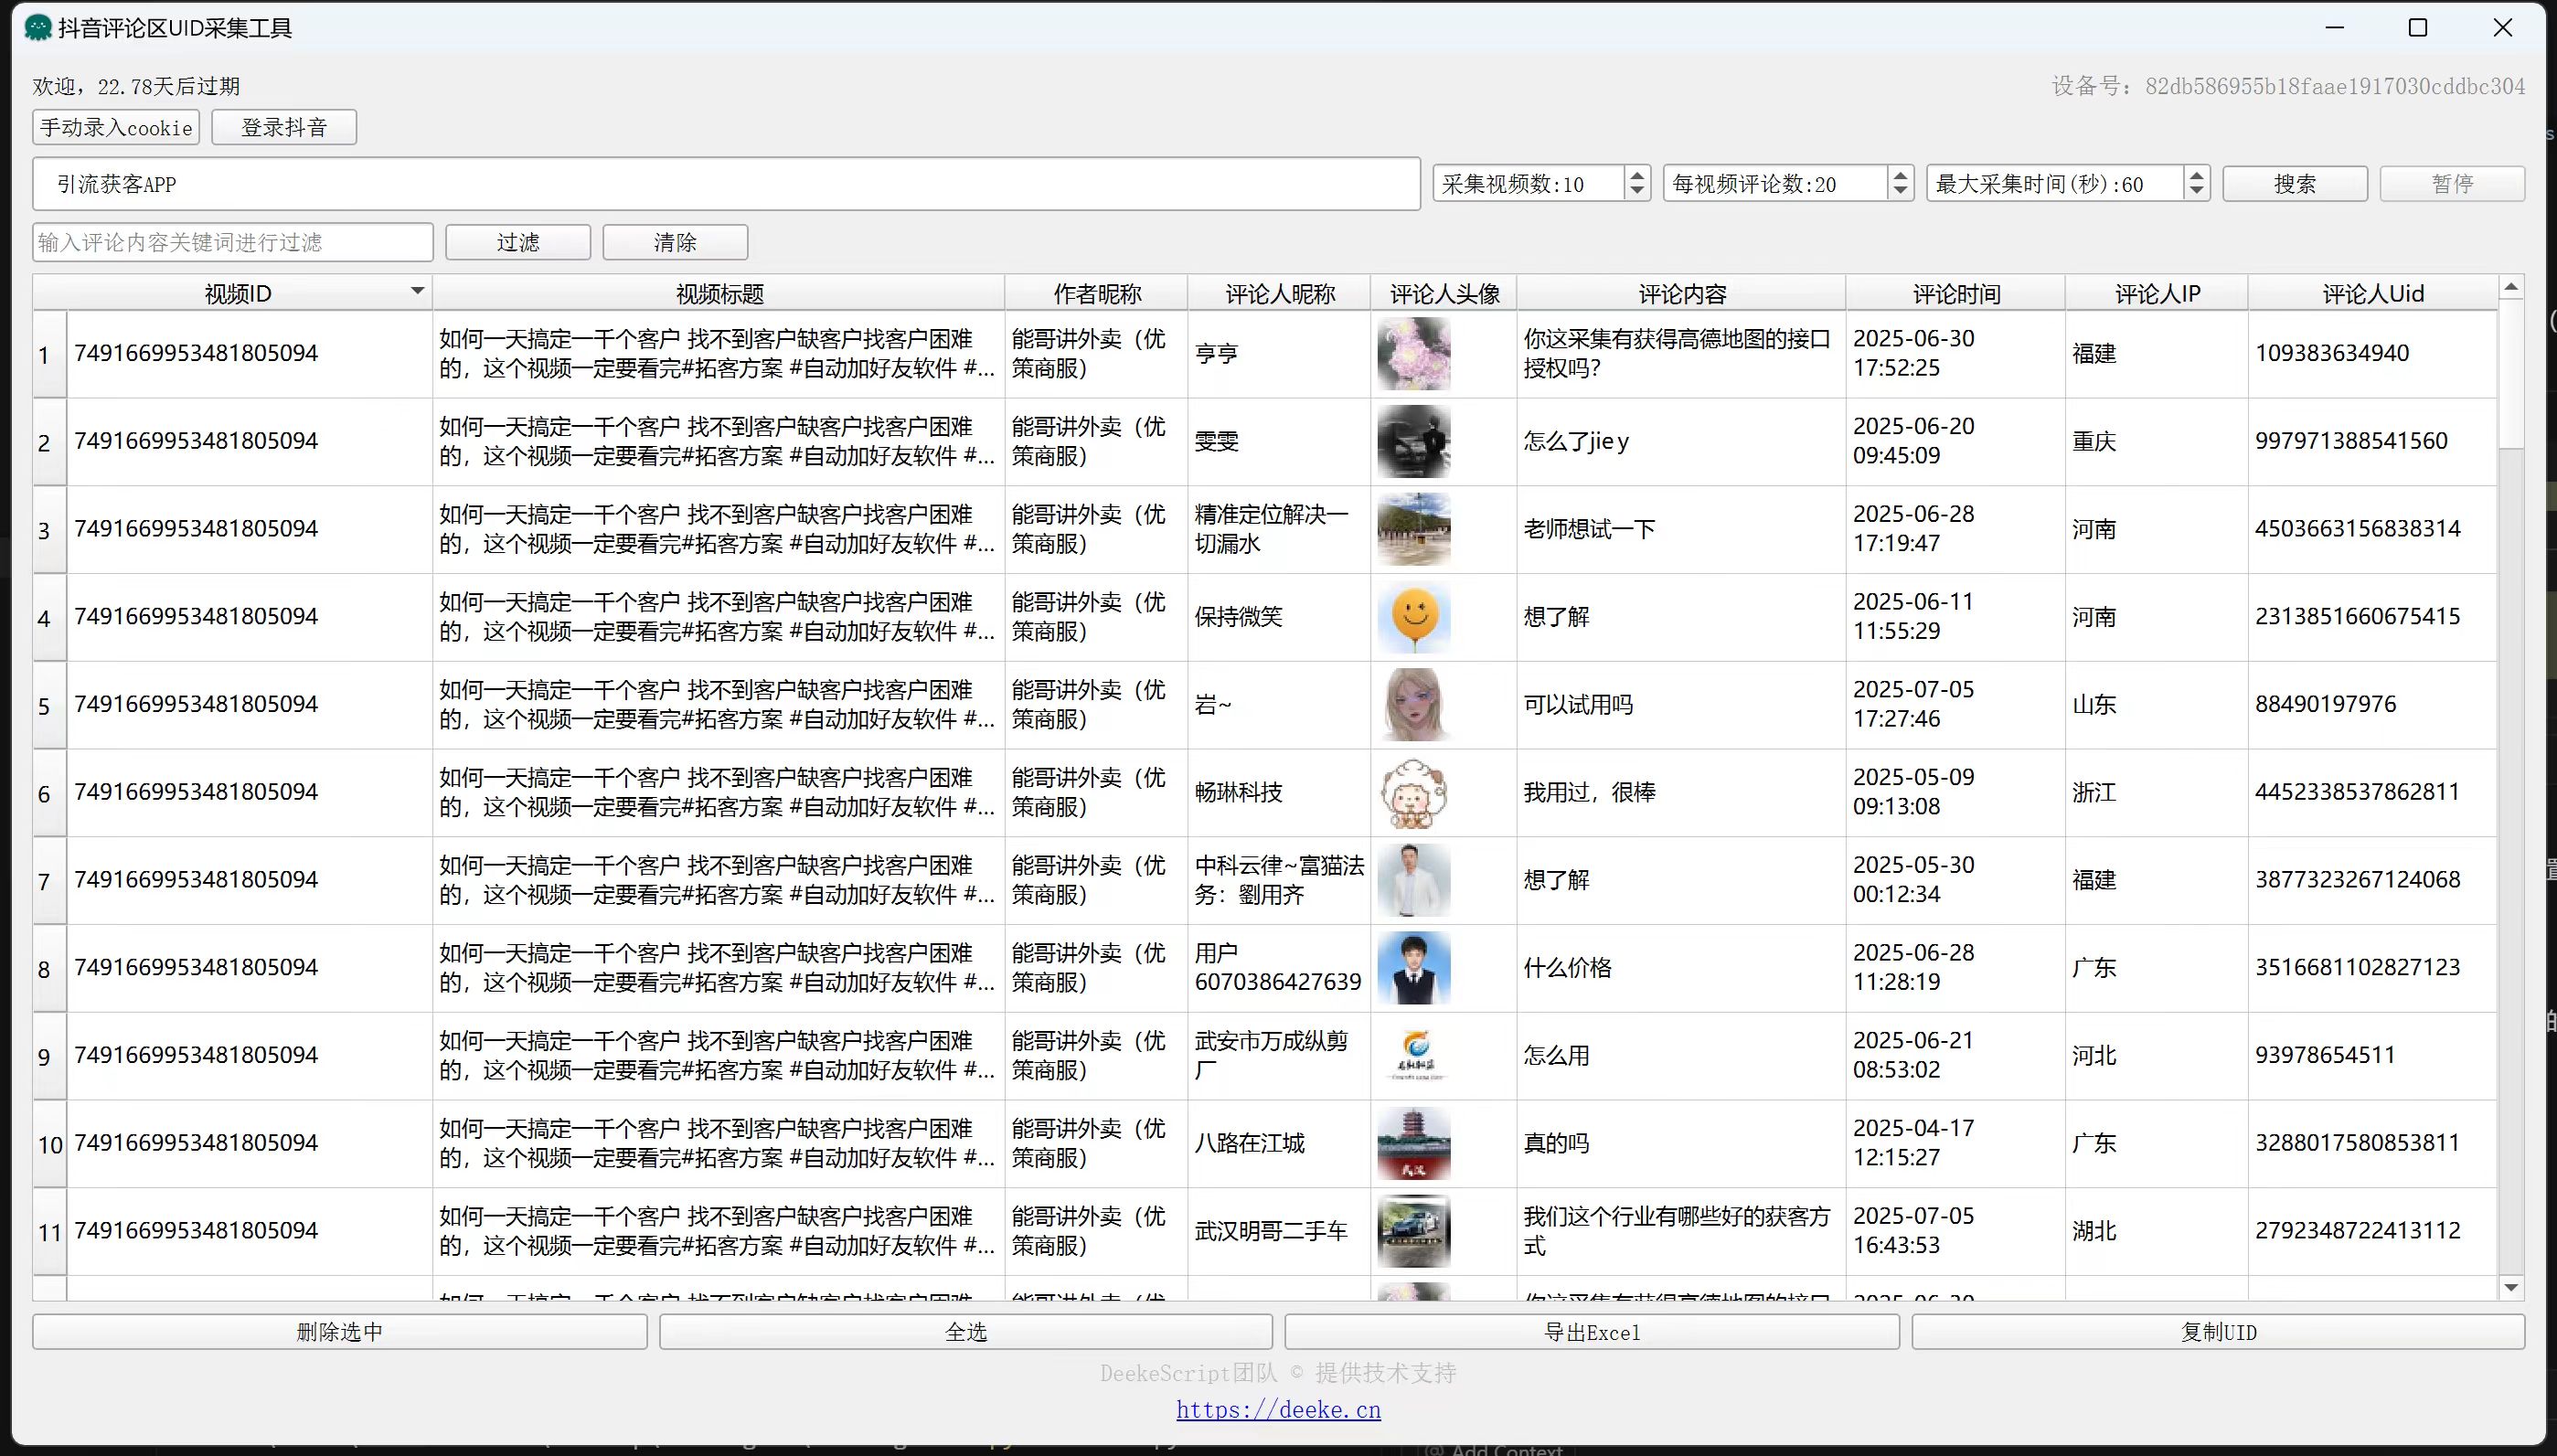 抖音评论区UID采集工具
欢迎，22.78天后过期
设备号：82db586955b18faae1917030cddbc304
手动录入cookie 登录抖音
引流获客APP 采集视频数:10 每视频评论数:20 最大采集时间(秒):60 搜索 暂停
输入评论内容关键词进行过滤 过滤 清除
视频ID 视频标题 作者昵称 评论人昵称 评论人头像 评论内容 评论时间 评论人IP 评论人Uid
1 7491669953481805094 如何一天搞定一千个客户 找不到客户缺客户找客户困难的，这个视频一定要看完#拓客方案 #自动加好友软件 #... 能哥讲外卖（优策商服） 亨亨 你这采集有获得高德地图的接口授权吗？ 2025-06-30 17:52:25 福建 109383634940
2 7491669953481805094 如何一天搞定一千个客户 找不到客户缺客户找客户困难的，这个视频一定要看完#拓客方案 #自动加好友软件 #... 能哥讲外卖（优策商服） 雯雯 怎么了jie y 2025-06-20 09:45:09 重庆 997971388541560
3 7491669953481805094 如何一天搞定一千个客户 找不到客户缺客户找客户困难的，这个视频一定要看完#拓客方案 #自动加好友软件 #... 能哥讲外卖（优策商服） 精准定位解决一切漏水 老师想试一下 2025-06-28 17:19:47 河南 4503663156838314
4 7491669953481805094 如何一天搞定一千个客户 找不到客户缺客户找客户困难的，这个视频一定要看完#拓客方案 #自动加好友软件 #... 能哥讲外卖（优策商服） 保持微笑 想了解 2025-06-11 11:55:29 河南 2313851660675415
5 7491669953481805094 如何一天搞定一千个客户 找不到客户缺客户找客户困难的，这个视频一定要看完#拓客方案 #自动加好友软件 #... 能哥讲外卖（优策商服） 岩~ 可以试用吗 2025-07-05 17:27:46 山东 88490197976
6 7491669953481805094 如何一天搞定一千个客户 找不到客户缺客户找客户困难的，这个视频一定要看完#拓客方案 #自动加好友软件 #... 能哥讲外卖（优策商服） 畅琳科技 我用过，很棒 2025-05-09 09:13:08 浙江 4452338537862811
7 7491669953481805094 如何一天搞定一千个客户 找不到客户缺客户找客户困难的，这个视频一定要看完#拓客方案 #自动加好友软件 #... 能哥讲外卖（优策商服） 中科云律~富猫法务：劉用齐 想了解 2025-05-30 00:12:34 福建 3877323267124068
8 7491669953481805094 如何一天搞定一千个客户 找不到客户缺客户找客户困难的，这个视频一定要看完#拓客方案 #自动加好友软件 #... 能哥讲外卖（优策商服） 用户6070386427639 什么价格 2025-06-28 11:28:19 广东 3516681102827123
9 7491669953481805094 如何一天搞定一千个客户 找不到客户缺客户找客户困难的，这个视频一定要看完#拓客方案 #自动加好友软件 #... 能哥讲外卖（优策商服） 武安市万成纵剪厂 怎么用 2025-06-21 08:53:02 河北 93978654511
10 7491669953481805094 如何一天搞定一千个客户 找不到客户缺客户找客户困难的，这个视频一定要看完#拓客方案 #自动加好友软件 #... 能哥讲外卖（优策商服） 八路在江城 真的吗 2025-04-17 12:15:27 广东 3288017580853811
11 7491669953481805094 如何一天搞定一千个客户 找不到客户缺客户找客户困难的，这个视频一定要看完#拓客方案 #自动加好友软件 #... 能哥讲外卖（优策商服） 武汉明哥二手车 我们这个行业有哪些好的获客方式 2025-07-05 16:43:53 湖北 2792348722413112
删除选中 全选 导出Excel 复制UID
DeekeScript团队 © 提供技术支持
https://deeke.cn